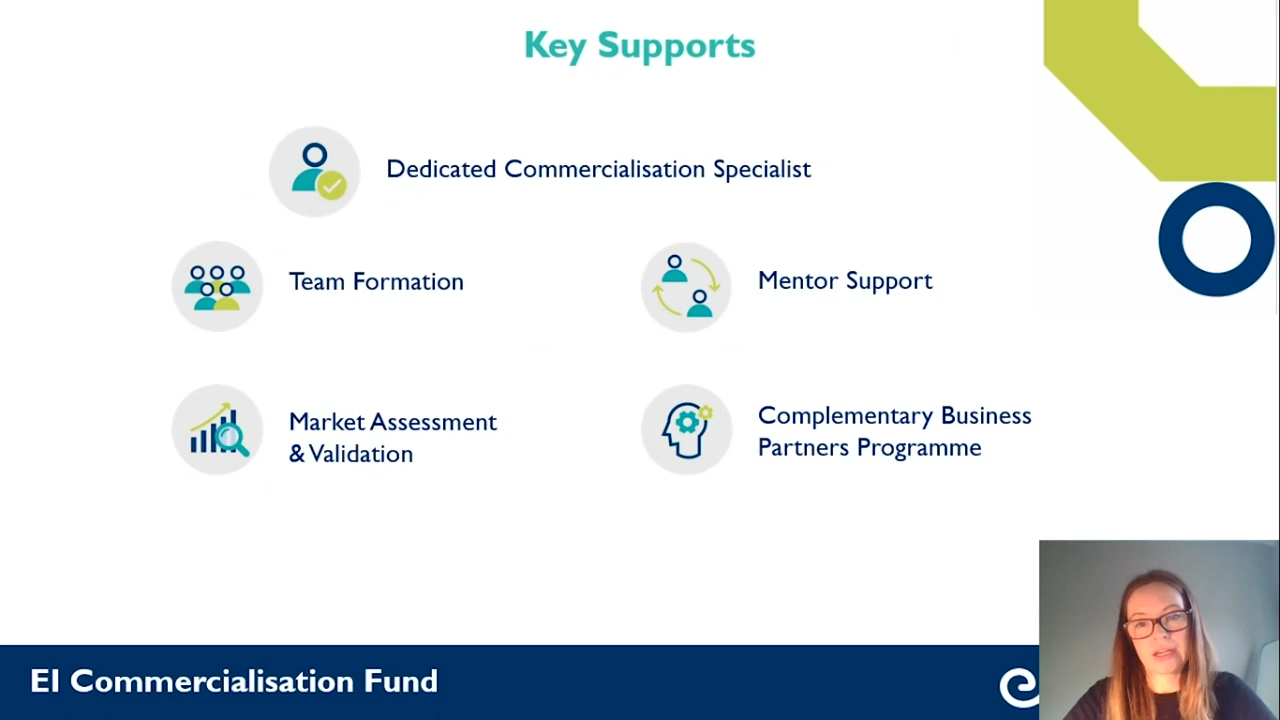 Key Supports
Dedicated Commercialisation Specialist
Team Formation
Mentor Support
Market Assessment
& Validation
Complementary Business
Partners Programme
EI Commercialisation Fund